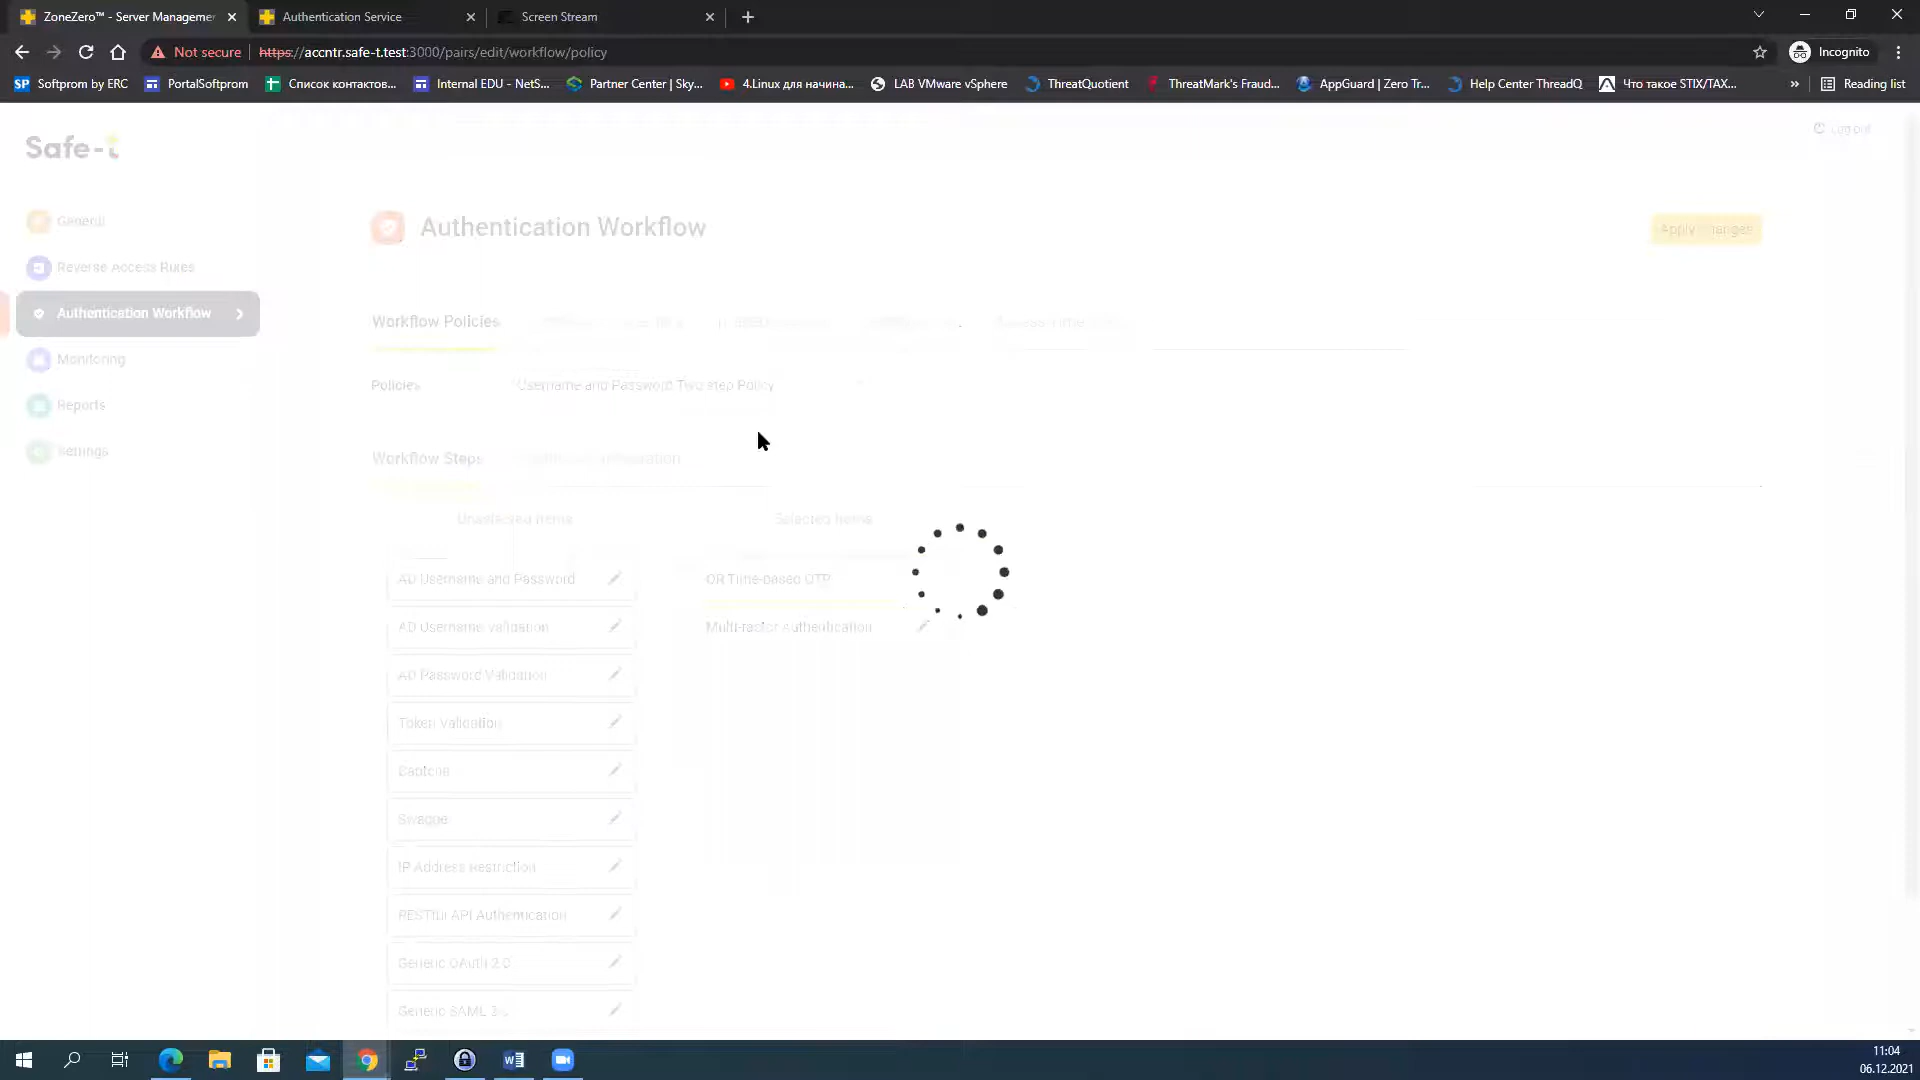 ZoneZero™ - Server Manageme
Authentication Service
Screen Stream
Not secure
https://accntr.safe-t.test:3000/pairs/edit/workflow/policy
Incognito
SP Softprom by ERC
PortalSoftprom
Список контактов...
Internal EDU - NetS...
Partner Center | Sky...
4.Linux для начина...
LAB VMware vSphere
ThreatQuotient
ThreatMark's Fraud...
AppGuard | Zero Tr...
Help Center ThreadQ
Что такое STIX/TAX...
Reading list
Safe-t
Log out
General
Authentication Workflow
Apply Changes
Reverse Access Rules
Authentication Workflow
Workflow Policies
Access Time
Monitoring
Policies
Username and Password Two step Policy
Reports
Settings
Workflow Steps
Unselected Items
Selected Items
AD Username and Password
OR Time-based OTP
AD Username Validation
Multi-factor Authentication
AD Password Validation
Token Validation
Captcha
IP Address Restriction
RESTful API Authentication
Generic OAuth 2.0
Generic SAML
11:04
06.12.2021